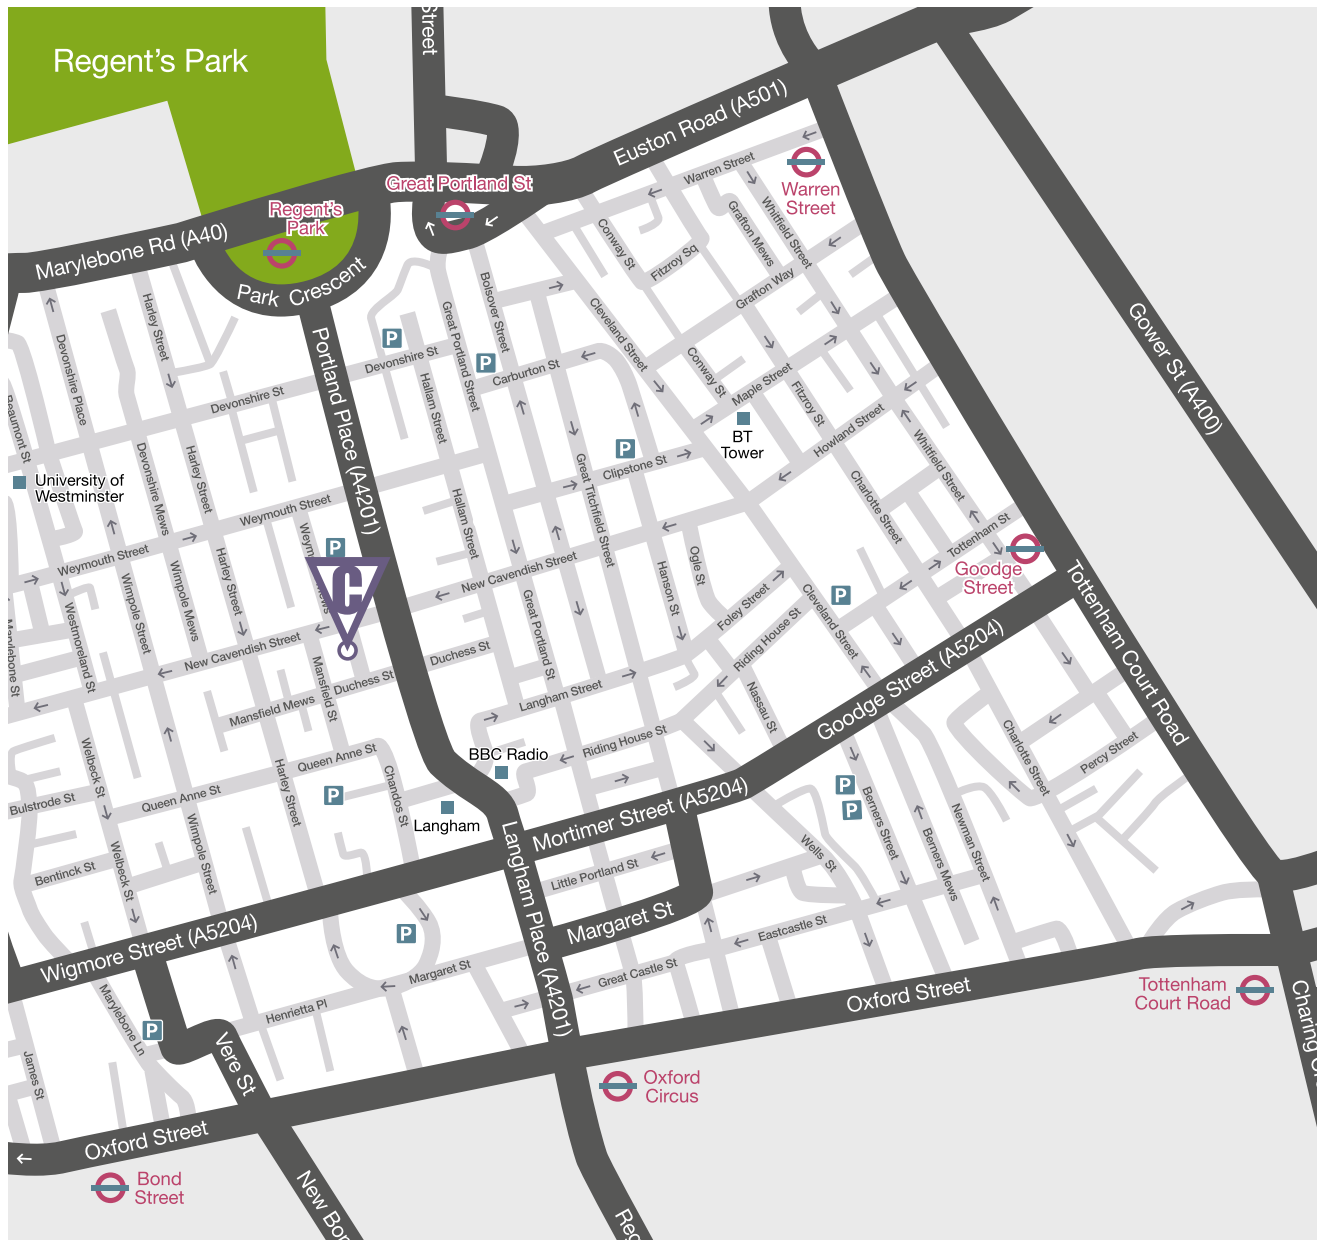 Regent's Park
Street
Euston Road (A501)
Warren Street
Warren
Street
Great Portland St
Regent's
Park
Marylebone Rd (A40)
Park Crescent
Conway St
Fitzroy Sq
Grafton Mews
Whitfield Street
Grafton Way
Gower St (A400)
Harley Street
Devonshire Place
Beaumont St
Devonshire St
Portland Place (A4201)
P
Devonshire St
Bolsover Street
Great Portland Street
P
Carburton St
Cleveland Street
Conway St
Maple Street
Fitzroy St
Howland Street
BT
Tower
Hallam Street
P
Clipstone St
Great Titchfield Street
Whitfield Street
Charlotte Street
Tottenham St
Goodge
Street
University of
Westminster
Devonshire Mews
Harley Street
Weymouth Street
Weymouth Street
P
C
Hallam Street
New Cavendish Street
Ogle St
Hanson St
Foley Street
Riding House St
Cleveland Street
P
Wimpole Street
Wimpole Mews
Harley Street
Westmoreland St
Marylebone St
New Cavendish Street
Mansfield St
Duchess St
Mansfield Mews
Duchess St
Great Portland St
Langham Street
Nassau St
Goodge Street (A5204)
Tottenham Court Road
Charlotte Street
Percy Street
Welbeck St
Bulstrode St
Queen Anne St
Queen Anne St
Harley Street
P
Chandos St
BBC Radio
Langham
Riding House St
Mortimer Street (A5204)
P
P
Berners Street
Berners Mews
Newman Street
Wells St
Bentinck St
Welbeck St
Wimpole Street
Langham Place (A4201)
Little Portland St
Margaret St
Eastcastle St
Great Castle St
Wigmore Street (A5204)
P
Margaret St
Henrietta Pl
Marylebone Ln
P
Vere St
James St
Oxford Street
Tottenham
Court Road
Oxford
Circus
Oxford Street
Bond
Street